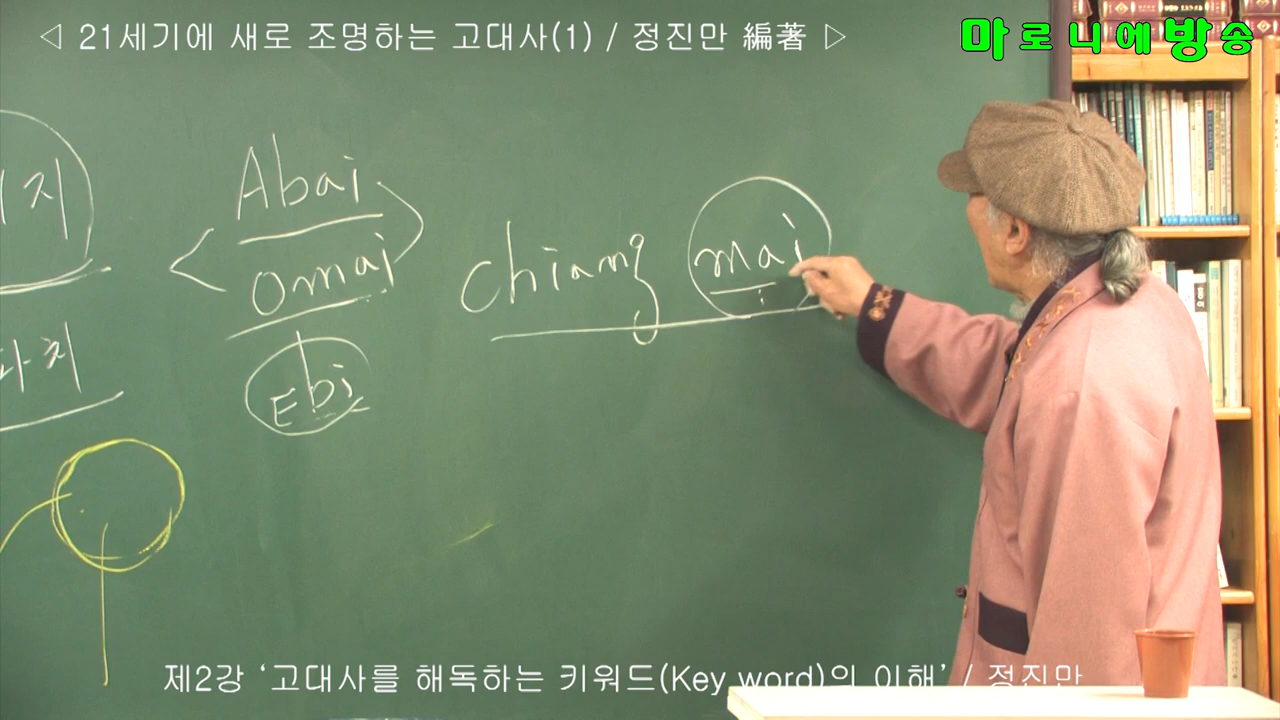 ◁ 21세기에 새로 조명하는 고대사(1) / 정진만 編著 ▷
마로니에방송
지
Abai
Omai
Ebi
Chiang mai
파치
제2강 ‘고대사를 해독하는 키워드(Key word)의 이해’ / 정진만